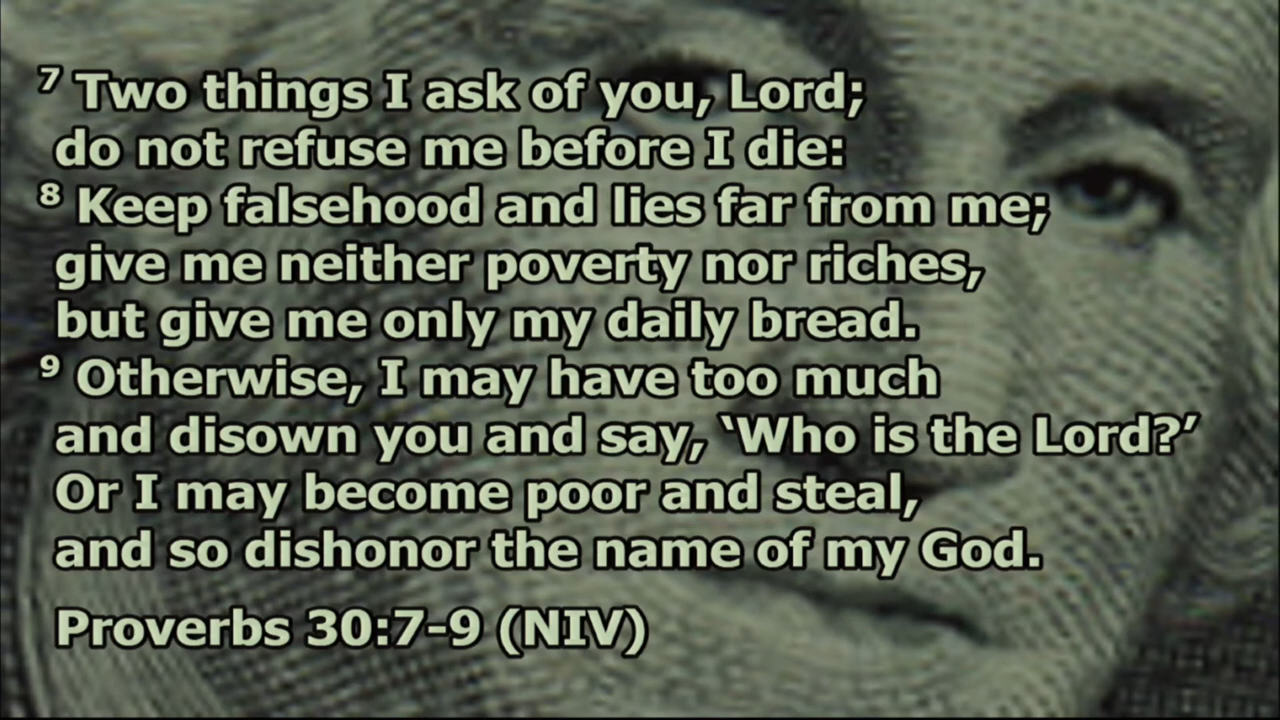 ⁷ Two things I ask of you, Lord;
do not refuse me before I die:
⁸ Keep falsehood and lies far from me;
give me neither poverty nor riches,
but give me only my daily bread.
⁹ Otherwise, I may have too much
and disown you and say, ‘Who is the Lord?’
Or I may become poor and steal,
and so dishonor the name of my God.
Proverbs 30:7-9 (NIV)